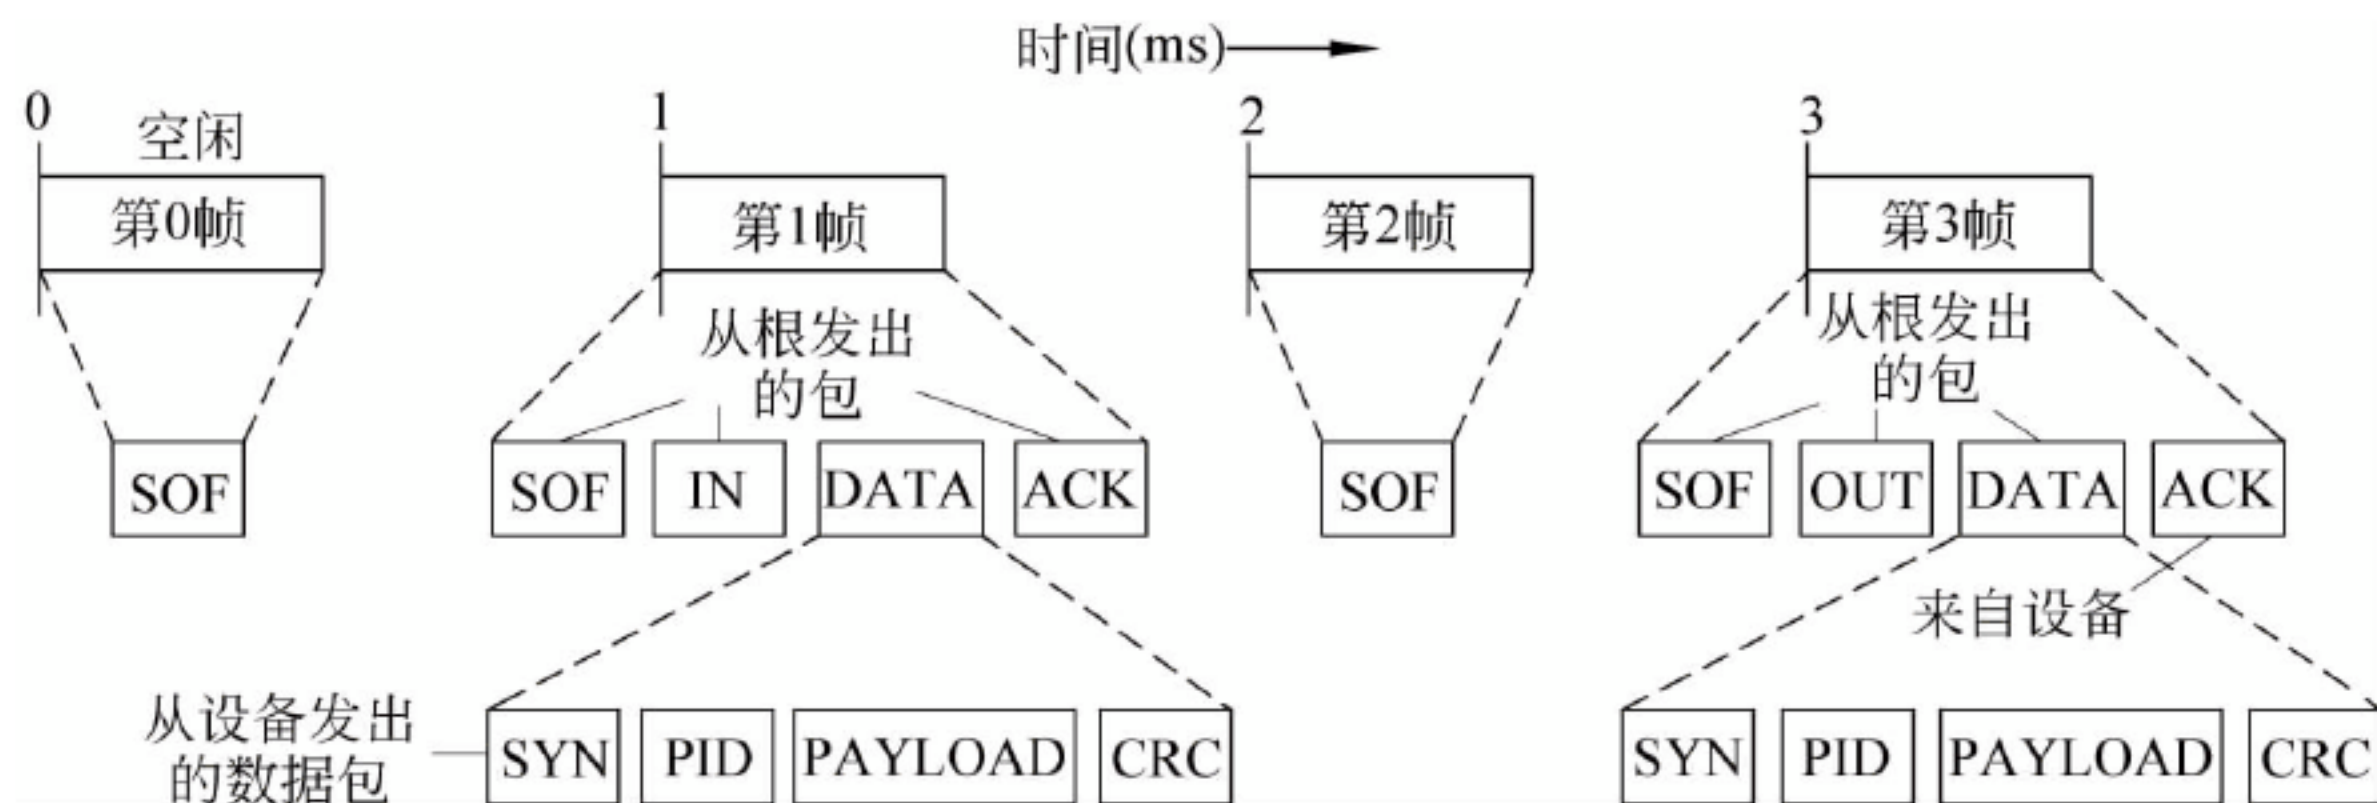 时间(ms)
0
1
2
3
空闲
第0帧
第1帧
第2帧
第3帧
从根发出
的包
从根发出
的包
SOF
SOF
IN
DATA
ACK
SOF
SOF
OUT
DATA
ACK
来自设备
从设备发出
的数据包
SYN
PID
PAYLOAD
CRC
SYN
PID
PAYLOAD
CRC